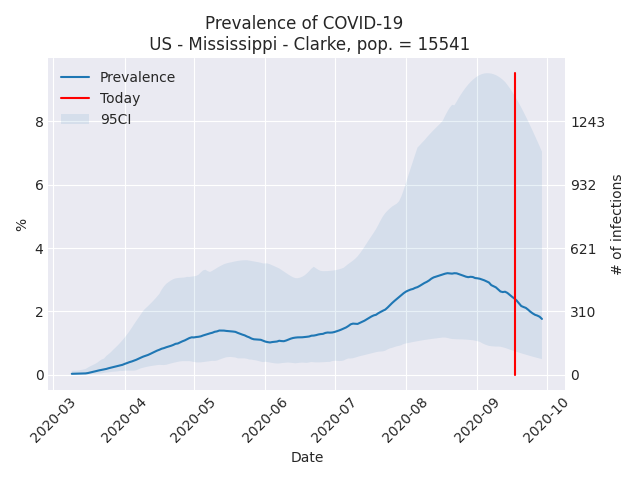 Prevalence of COVID-19
US - Mississippi - Clarke, pop. = 15541
Prevalence
Today
95CI
8
6
4
2
0
%
1243
932
621
310
0
# of infections
2020-03
2020-04
2020-05
2020-06
2020-07
2020-08
2020-09
2020-10
Date